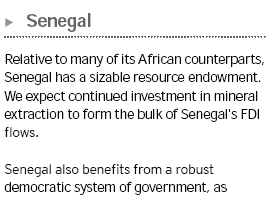 Senegal
Relative to many of its African counterparts,
Senegal has a sizable resource endowment.
We expect continued investment in mineral
extraction to form the bulk of Senegal's FDI
flows.
Senegal also benefits from a robust
democratic system of government, as